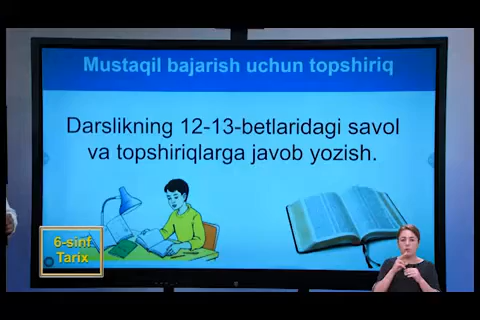 Mustaqil bajarish uchun topshiriq
Darslikning 12-13-betlaridagi savol
va topshiriqlarga javob yozish.
6-sinf
Tarix